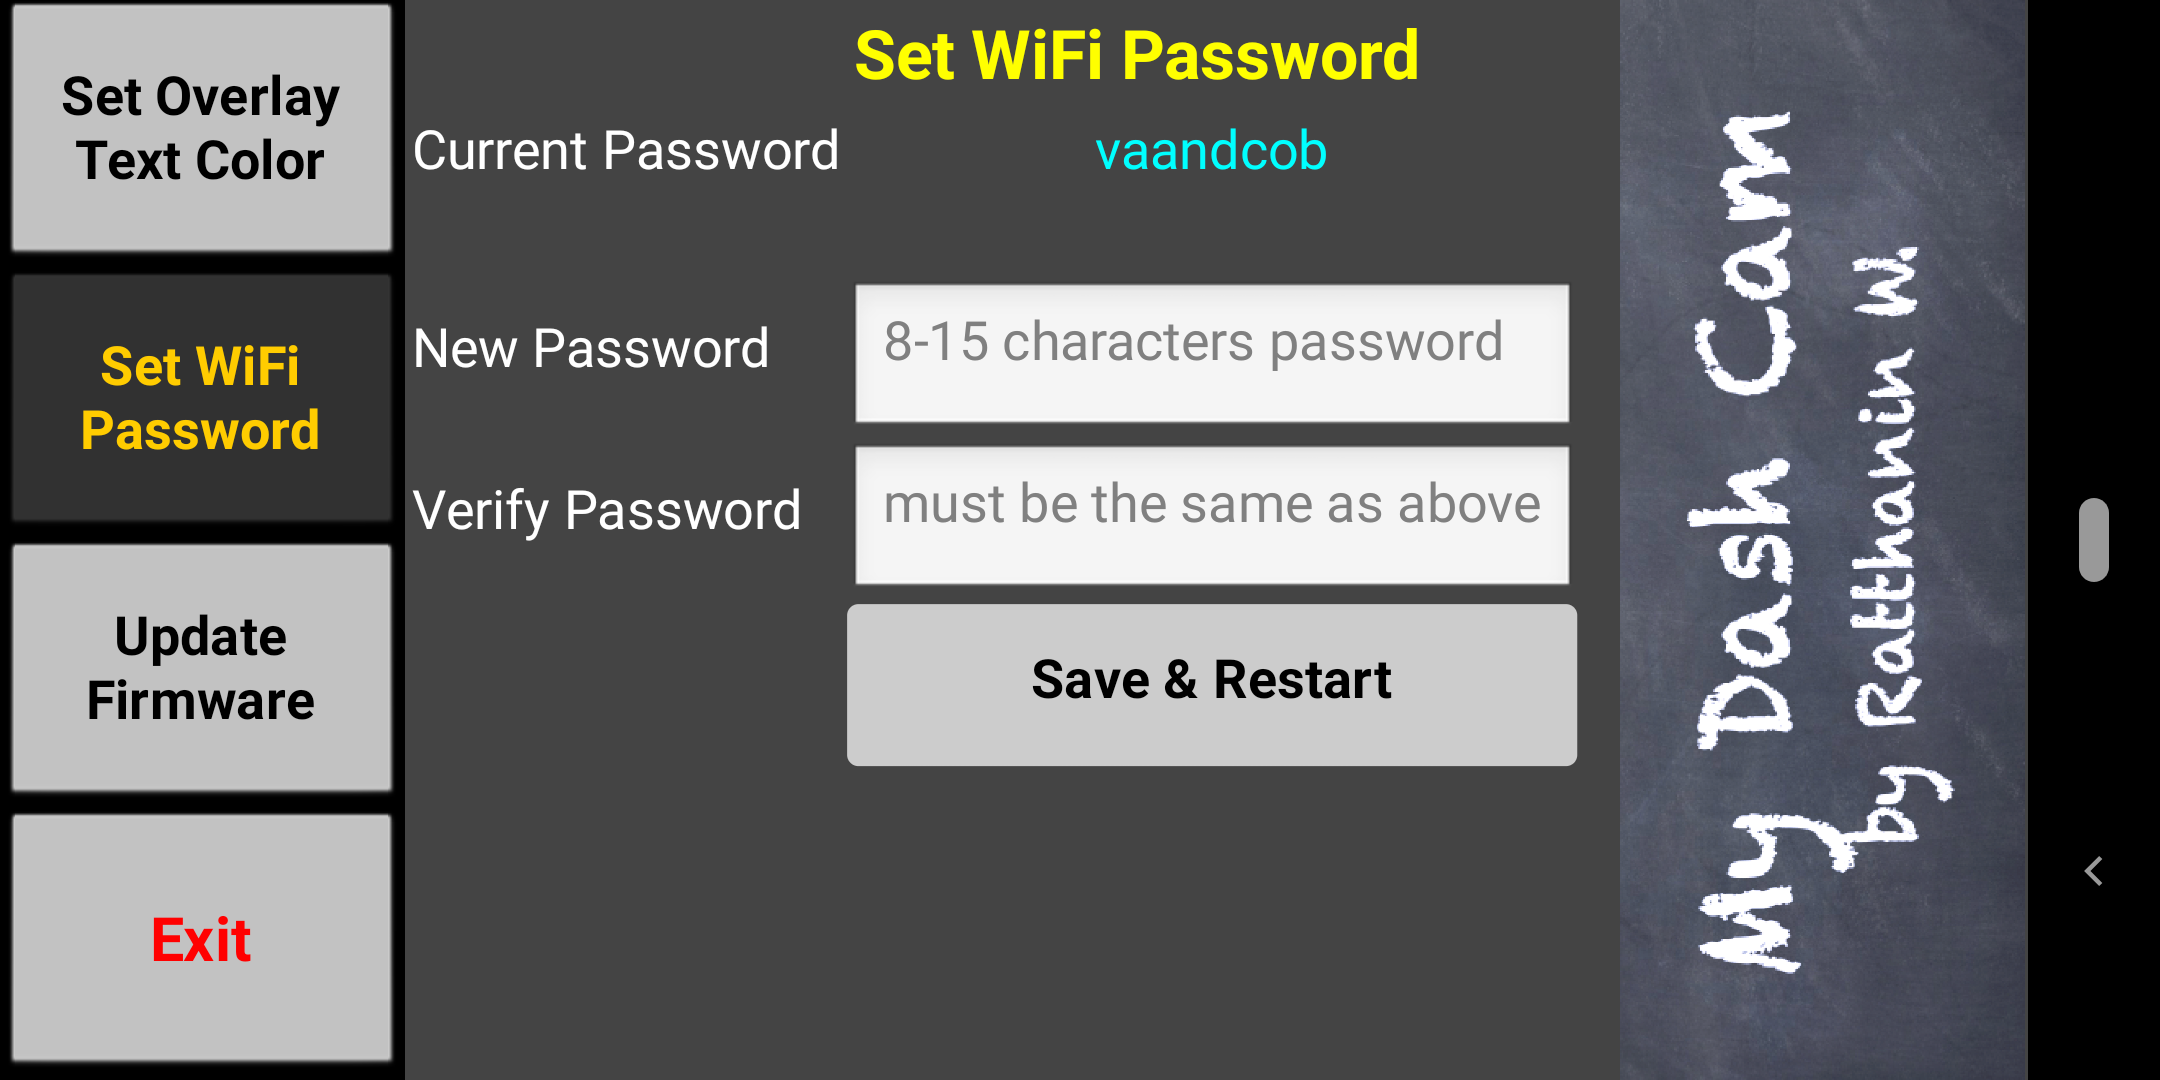 Set Overlay
Text Color
Set WiFi
Password
Update
Firmware
Exit
Set WiFi Password
Current Password vaandcob
New Password 8-15 characters password
Verify Password must be the same as above
Save & Restart
My Dash Cam
by Ratthanin W.